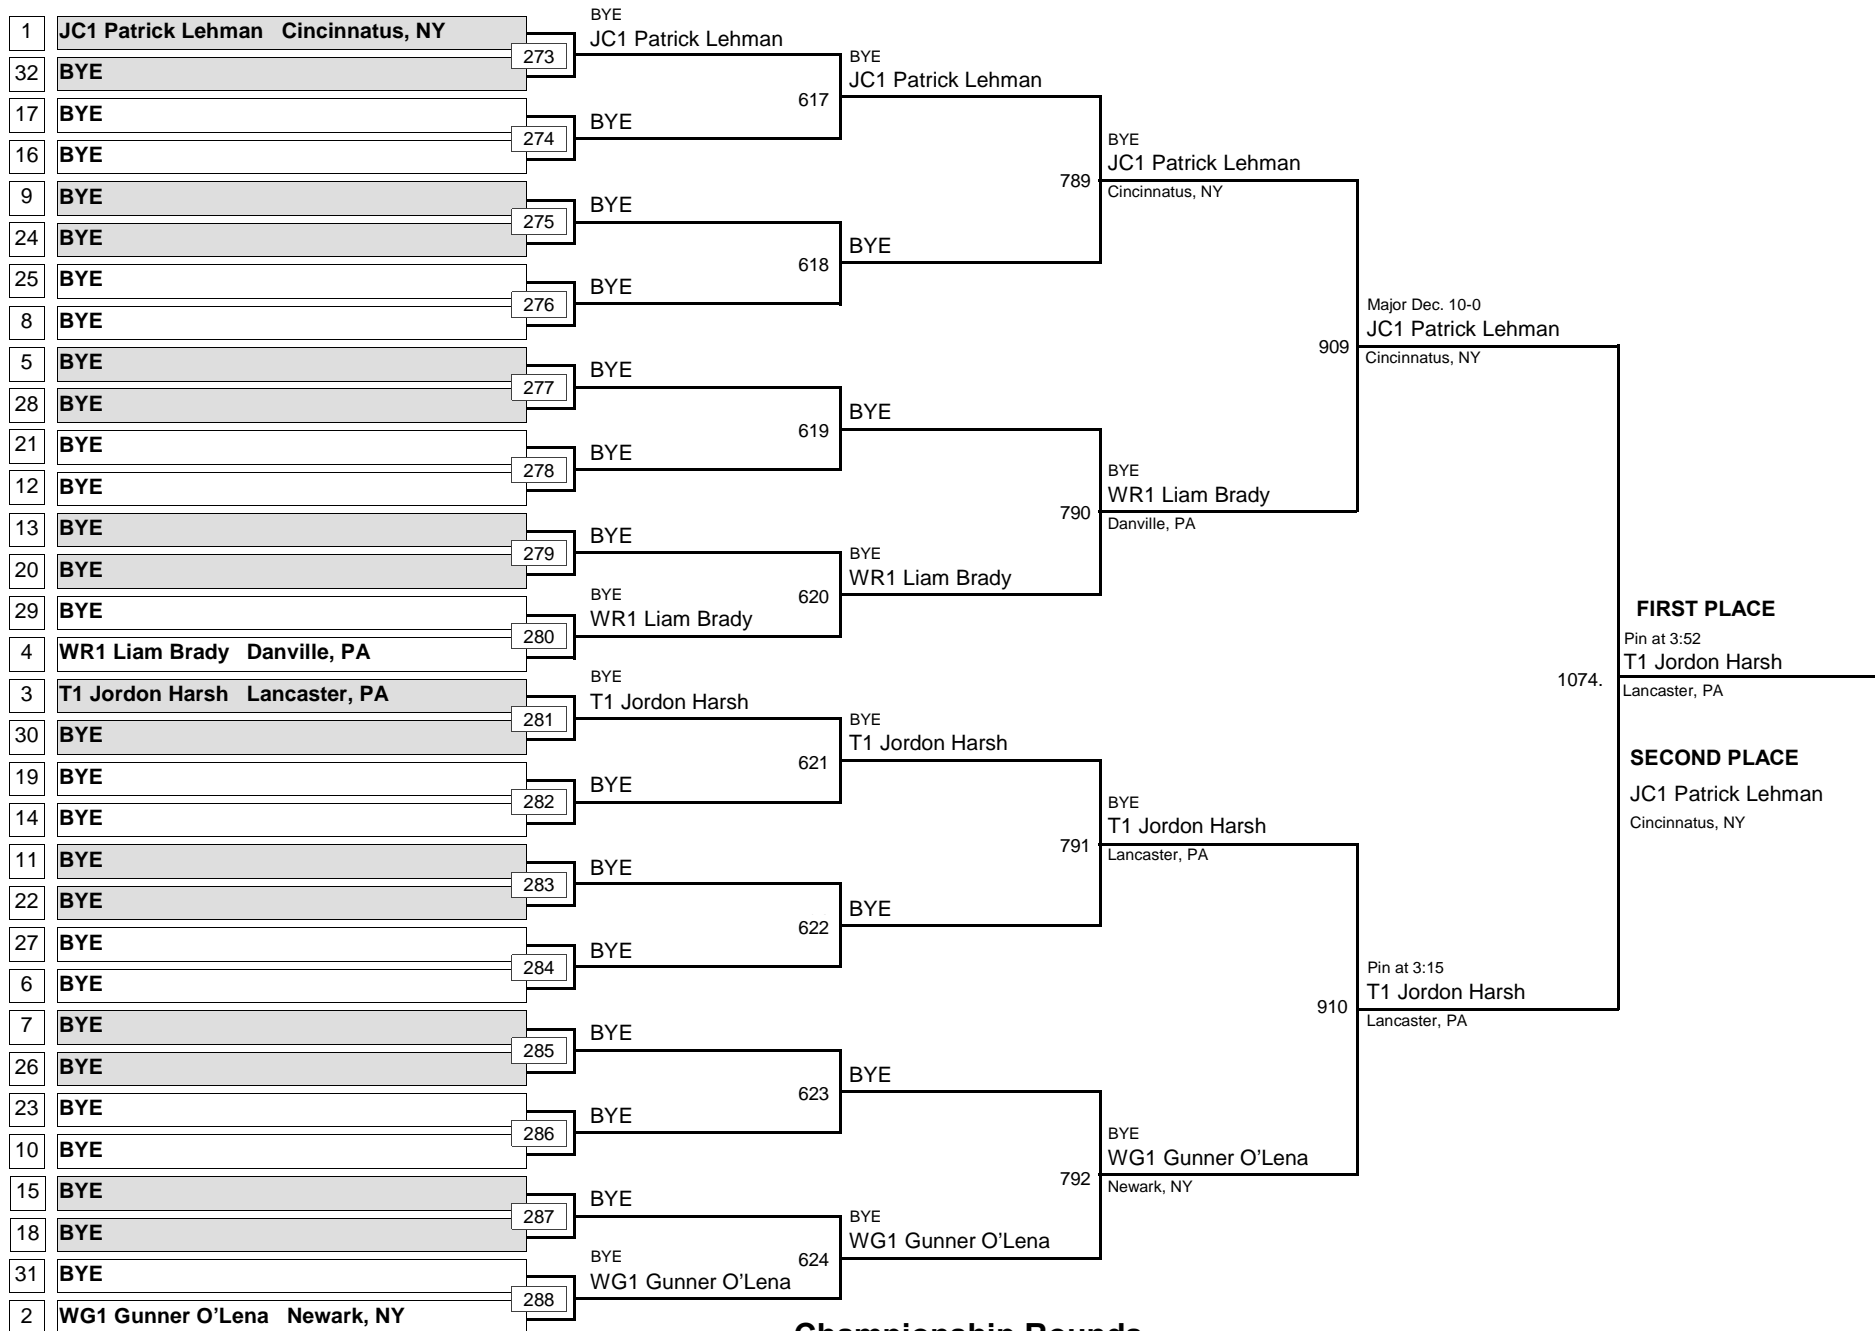 1 JC1 Patrick Lehman Cincinnatus, NY
32 BYE
17 BYE
16 BYE
9 BYE
24 BYE
25 BYE
8 BYE
5 BYE
28 BYE
21 BYE
12 BYE
13 BYE
20 BYE
29 BYE
4 WR1 Liam Brady Danville, PA
3 T1 Jordon Harsh Lancaster, PA
30 BYE
19 BYE
14 BYE
11 BYE
22 BYE
27 BYE
6 BYE
7 BYE
26 BYE
23 BYE
10 BYE
15 BYE
18 BYE
31 BYE
2 WG1 Gunner O'Lena Newark, NY
273
274
275
276
277
278
279
280
281
282
283
284
285
286
287
288
BYE
JC1 Patrick Lehman
BYE
BYE
BYE
BYE
BYE
BYE
BYE
WR1 Liam Brady
BYE
T1 Jordon Harsh
BYE
BYE
BYE
BYE
BYE
BYE
BYE
WG1 Gunner O'Lena
617
618
619
620
621
622
623
624
BYE
JC1 Patrick Lehman
BYE
BYE
BYE
WR1 Liam Brady
BYE
T1 Jordon Harsh
BYE
BYE
BYE
WG1 Gunner O'Lena
789
790
791
792
BYE
JC1 Patrick Lehman
Cincinnatus, NY
BYE
WR1 Liam Brady
Danville, PA
BYE
T1 Jordon Harsh
Lancaster, PA
BYE
WG1 Gunner O'Lena
Newark, NY
909
910
Major Dec. 10-0
JC1 Patrick Lehman
Cincinnatus, NY
Pin at 3:15
T1 Jordon Harsh
Lancaster, PA
1074.
FIRST PLACE
Pin at 3:52
T1 Jordon Harsh
Lancaster, PA
SECOND PLACE
JC1 Patrick Lehman
Cincinnatus, NY
Championship Rounds